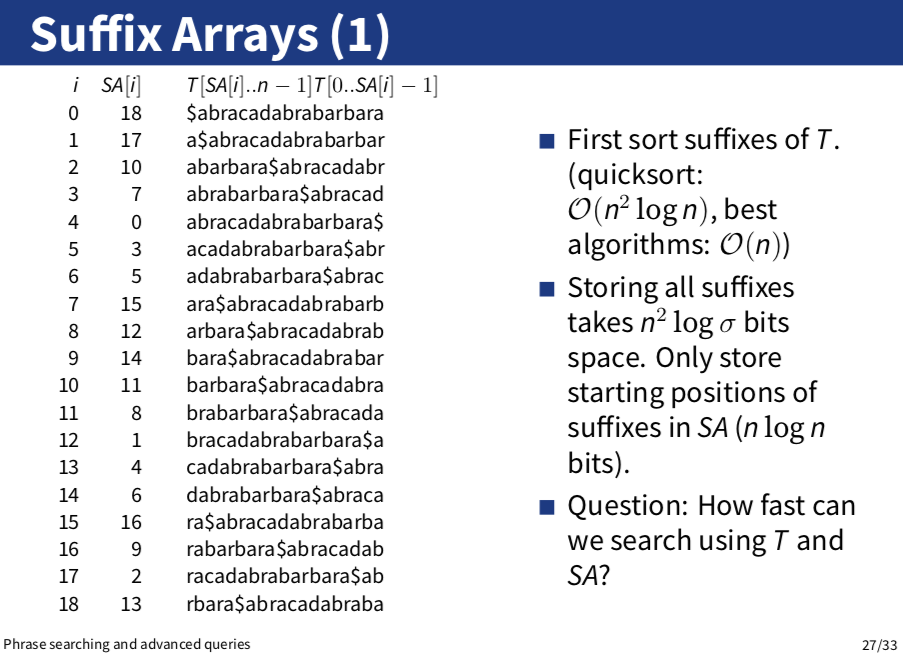 Suffix Arrays (1)
i SA[i] T[SA[i]..n − 1]T[0..SA[i] − 1]
0 18 $abracadabrabarbara
1 17 a$abracadabrabarbar
2 10 abarbara$abracadabr
3 7 abrabarbara$abracad
4 0 abracadabrabarbara$
5 3 acadabrabarbara$abr
6 5 adabrabarbara$abrac
7 15 ara$abracadabrabarb
8 12 arbara$abracadabrab
9 14 bara$abracadabrabar
10 11 barbara$abracadabra
11 8 brabarbara$abracada
12 1 bracadabrabarbara$a
13 4 cadabrabarbara$abra
14 6 dabrabarbara$abraca
15 16 ra$abracadabrabarba
16 9 rabarbara$abracadab
17 2 racadabrabarbara$ab
18 13 rbara$abracadabraba
■ First sort suffixes of T.
(quicksort:
𝒪(n² log n), best
algorithms: 𝒪(n))
■ Storing all suffixes
takes n² log σ bits
space. Only store
starting positions of
suffixes in SA (n log n
bits).
■ Question: How fast can
we search using T and
SA?
Phrase searching and advanced queries 27/33